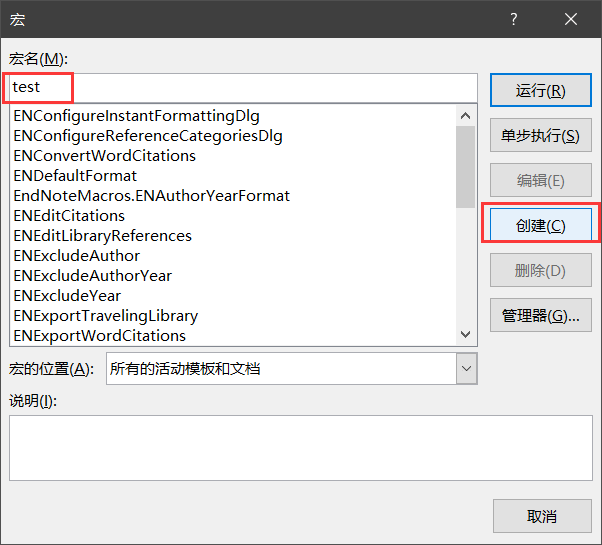 宏
?
宏名(M):
test
运行(R)
ENConfigureInstantFormattingDlg
ENConfigureReferenceCategoriesDlg
ENConvertWordCitations
ENDefaultFormat
EndNoteMacros.ENAuthorYearFormat
ENEditCitations
ENEditLibraryReferences
ENExcludeAuthor
ENExcludeAuthorYear
ENExcludeYear
ENExportTravelingLibrary
ENExportWordCitations
单步执行(S)
编辑(E)
创建(C)
删除(D)
管理器(G)...
宏的位置(A):
所有的活动模板和文档
说明(I):
取消